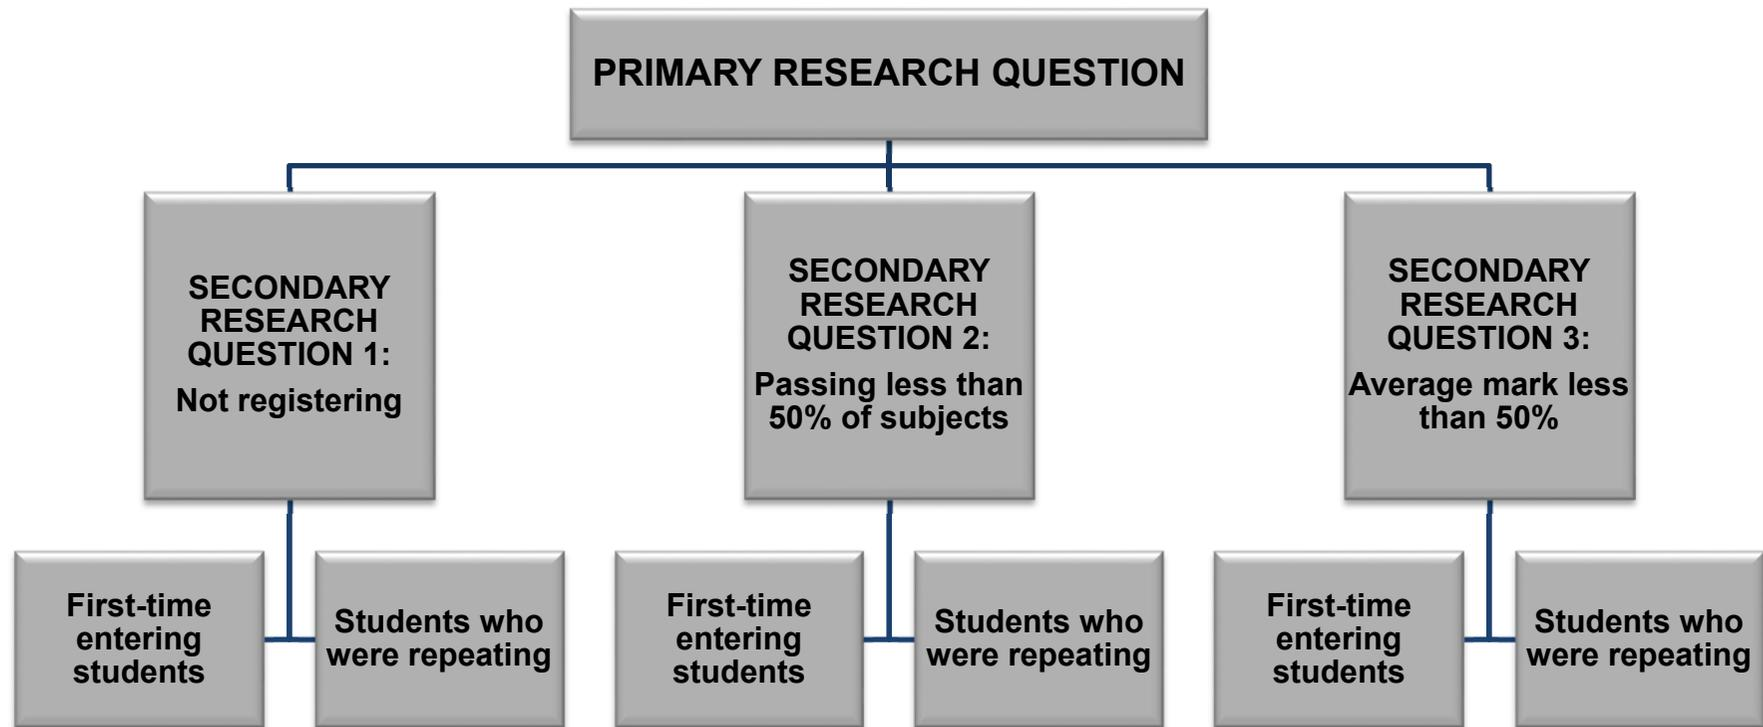 PRIMARY RESEARCH QUESTION
SECONDARY
RESEARCH
QUESTION 1:
Not registering
SECONDARY
RESEARCH
QUESTION 2:
Passing less than
50% of subjects
SECONDARY
RESEARCH
QUESTION 3:
Average mark less
than 50%
First-time
entering
students
Students who
were repeating
First-time
entering
students
Students who
were repeating
First-time
entering
students
Students who
were repeating